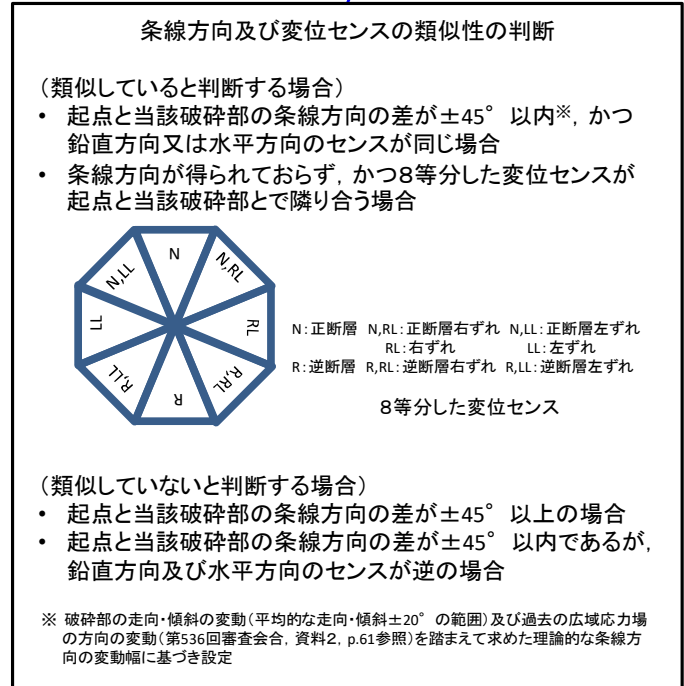 条線方向及び変位センスの類似性の判断
（類似していると判断する場合）
• 起点と当該破砕部の条線方向の差が±45° 以内※，かつ
鉛直方向又は水平方向のセンスが同じ場合
• 条線方向が得られておらず，かつ8等分した変位センスが
起点と当該破砕部とで隣り合う場合
N
N,LL
N,RL
LL
RL
R,LL
R,RL
R
N：正断層 N,RL：正断層右ずれ N,LL：正断層左ずれ
RL：右ずれ LL：左ずれ
R：逆断層 R,RL：逆断層右ずれ R,LL：逆断層左ずれ
8等分した変位センス
（類似していないと判断する場合）
• 起点と当該破砕部の条線方向の差が±45° 以上の場合
• 起点と当該破砕部の条線方向の差が±45° 以内であるが，
鉛直方向及び水平方向のセンスが逆の場合
※ 破砕部の走向・傾斜の変動（平均的な走向・傾斜±20° の範囲）及び過去の広域応力場
の方向の変動（第536回審査会合，資料2，p.61参照）を踏まえて求めた理論的な条線方
向の変動幅に基づき設定